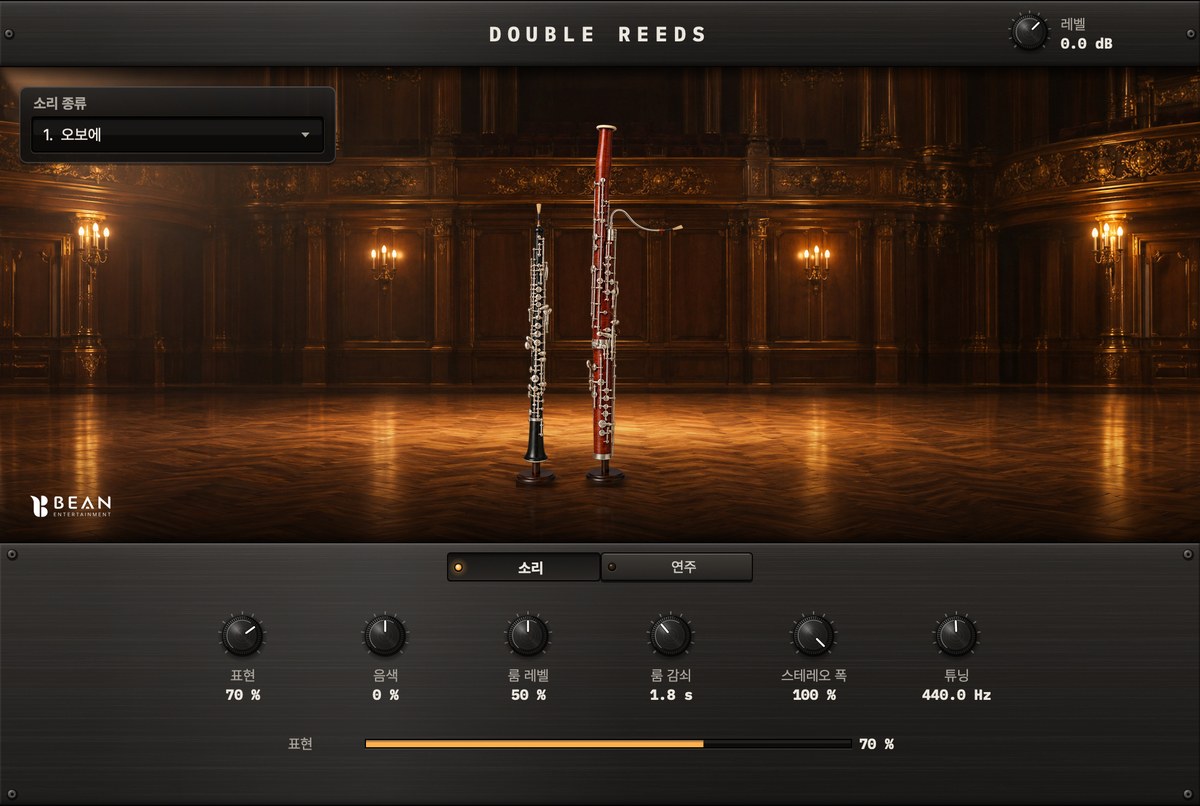 DOUBLE REEDS
레벨
0.0 dB
소리 종류
1. 오보에
BEAN
ENTERTAINMENT
소리
연주
표현
70 %
음색
0 %
룸 레벨
50 %
룸 감쇠
1.8 s
스테레오 폭
100 %
튜닝
440.0 Hz
표현
70 %